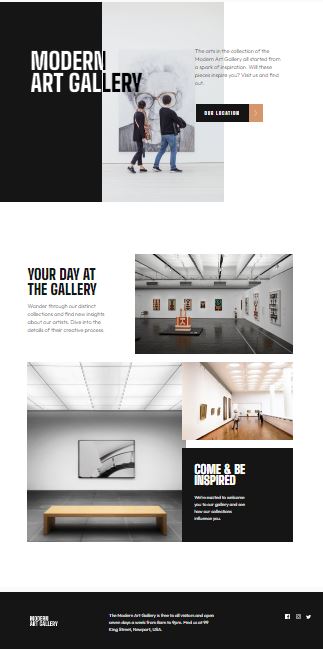 MODERN
ART GALLERY
The arts in the collection of the
Modern Art Gallery all started from
a spark of inspiration. Will these
pieces inspire you? Visit us and find
out.
OUR LOCATION
YOUR DAY AT
THE GALLERY
Wander through our distinct
collections and find new insights
about our artists. Dive into the
details of their creative process.
COME & BE
INSPIRED
We're excited to welcome
you to our gallery and see
how our collections
influence you.
MODERN
ART GALLERY
The Modern Art Gallery is free to all visitors and open
seven days a week from 8am to 9pm. Find us at 99
King Street, Newport, USA.